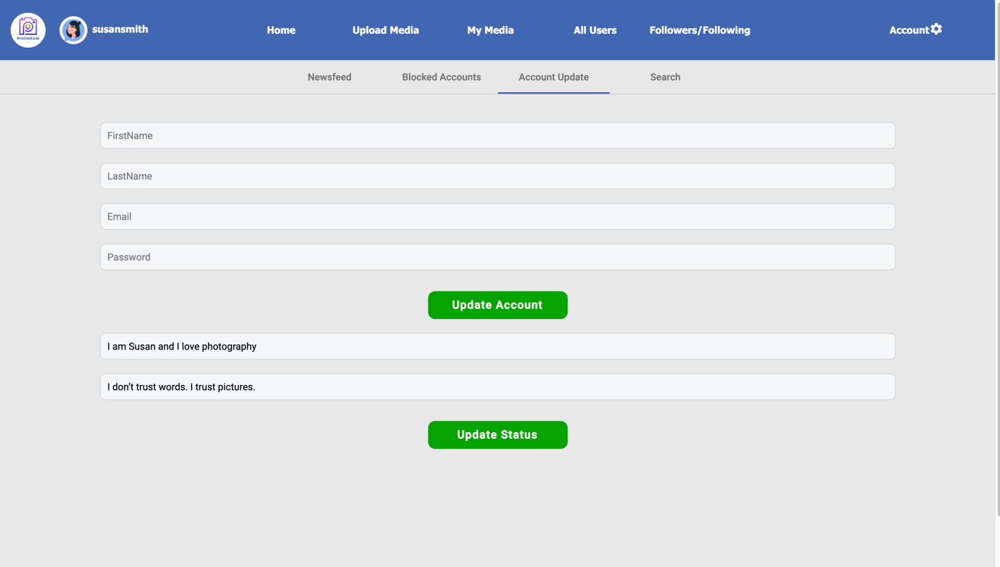 PIXOGRAM
susansmith
Home
Upload Media
My Media
All Users
Followers/Following
Account
Newsfeed
Blocked Accounts
Account Update
Search
FirstName
LastName
Email
Password
Update Account
I am Susan and I love photography
I don’t trust words. I trust pictures.
Update Status